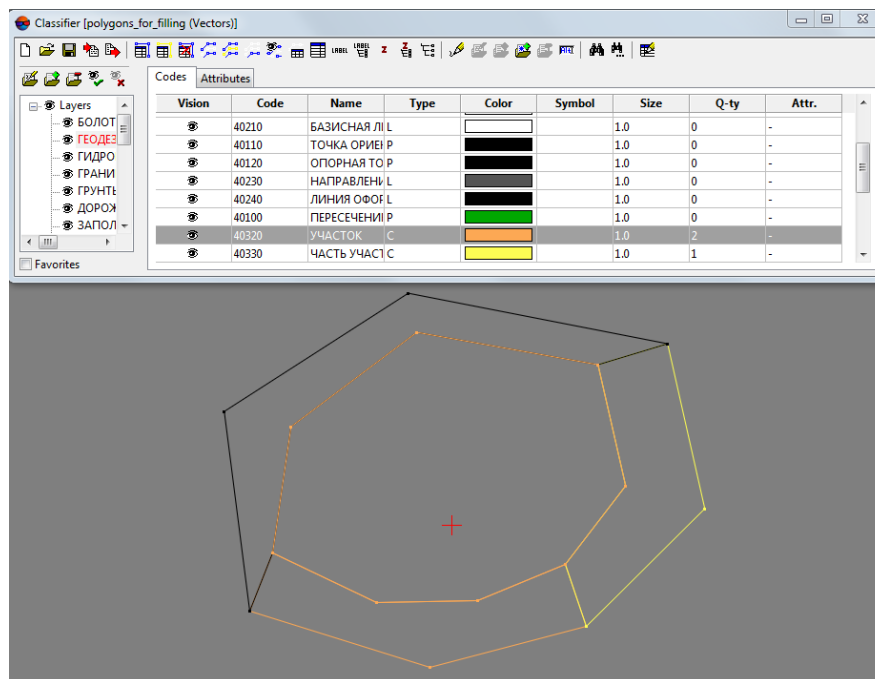 Classifier [polygons_for_filling (Vectors)]
LABEL LABEL
Codes Attributes
Layers
БОЛОТ
ГЕОДЕЗ
ГИДРО
ГРАНИ
ГРУНТЫ
ДОРОЖ
ЗАПОЛ
Favorites
Vision Code Name Type Color Symbol Size Q-ty Attr.
40210 БАЗИСНАЯ ЛИ L 1.0 0 -
40110 ТОЧКА ОРИЕН P 1.0 0 -
40120 ОПОРНАЯ ТО P 1.0 0 -
40230 НАПРАВЛЕНИ L 1.0 0 -
40240 ЛИНИЯ ОФОР L 1.0 0 -
40100 ПЕРЕСЕЧЕНИ P 1.0 0 -
40320 УЧАСТОК C 1.0 2 -
40330 ЧАСТЬ УЧАСТ C 1.0 1 -